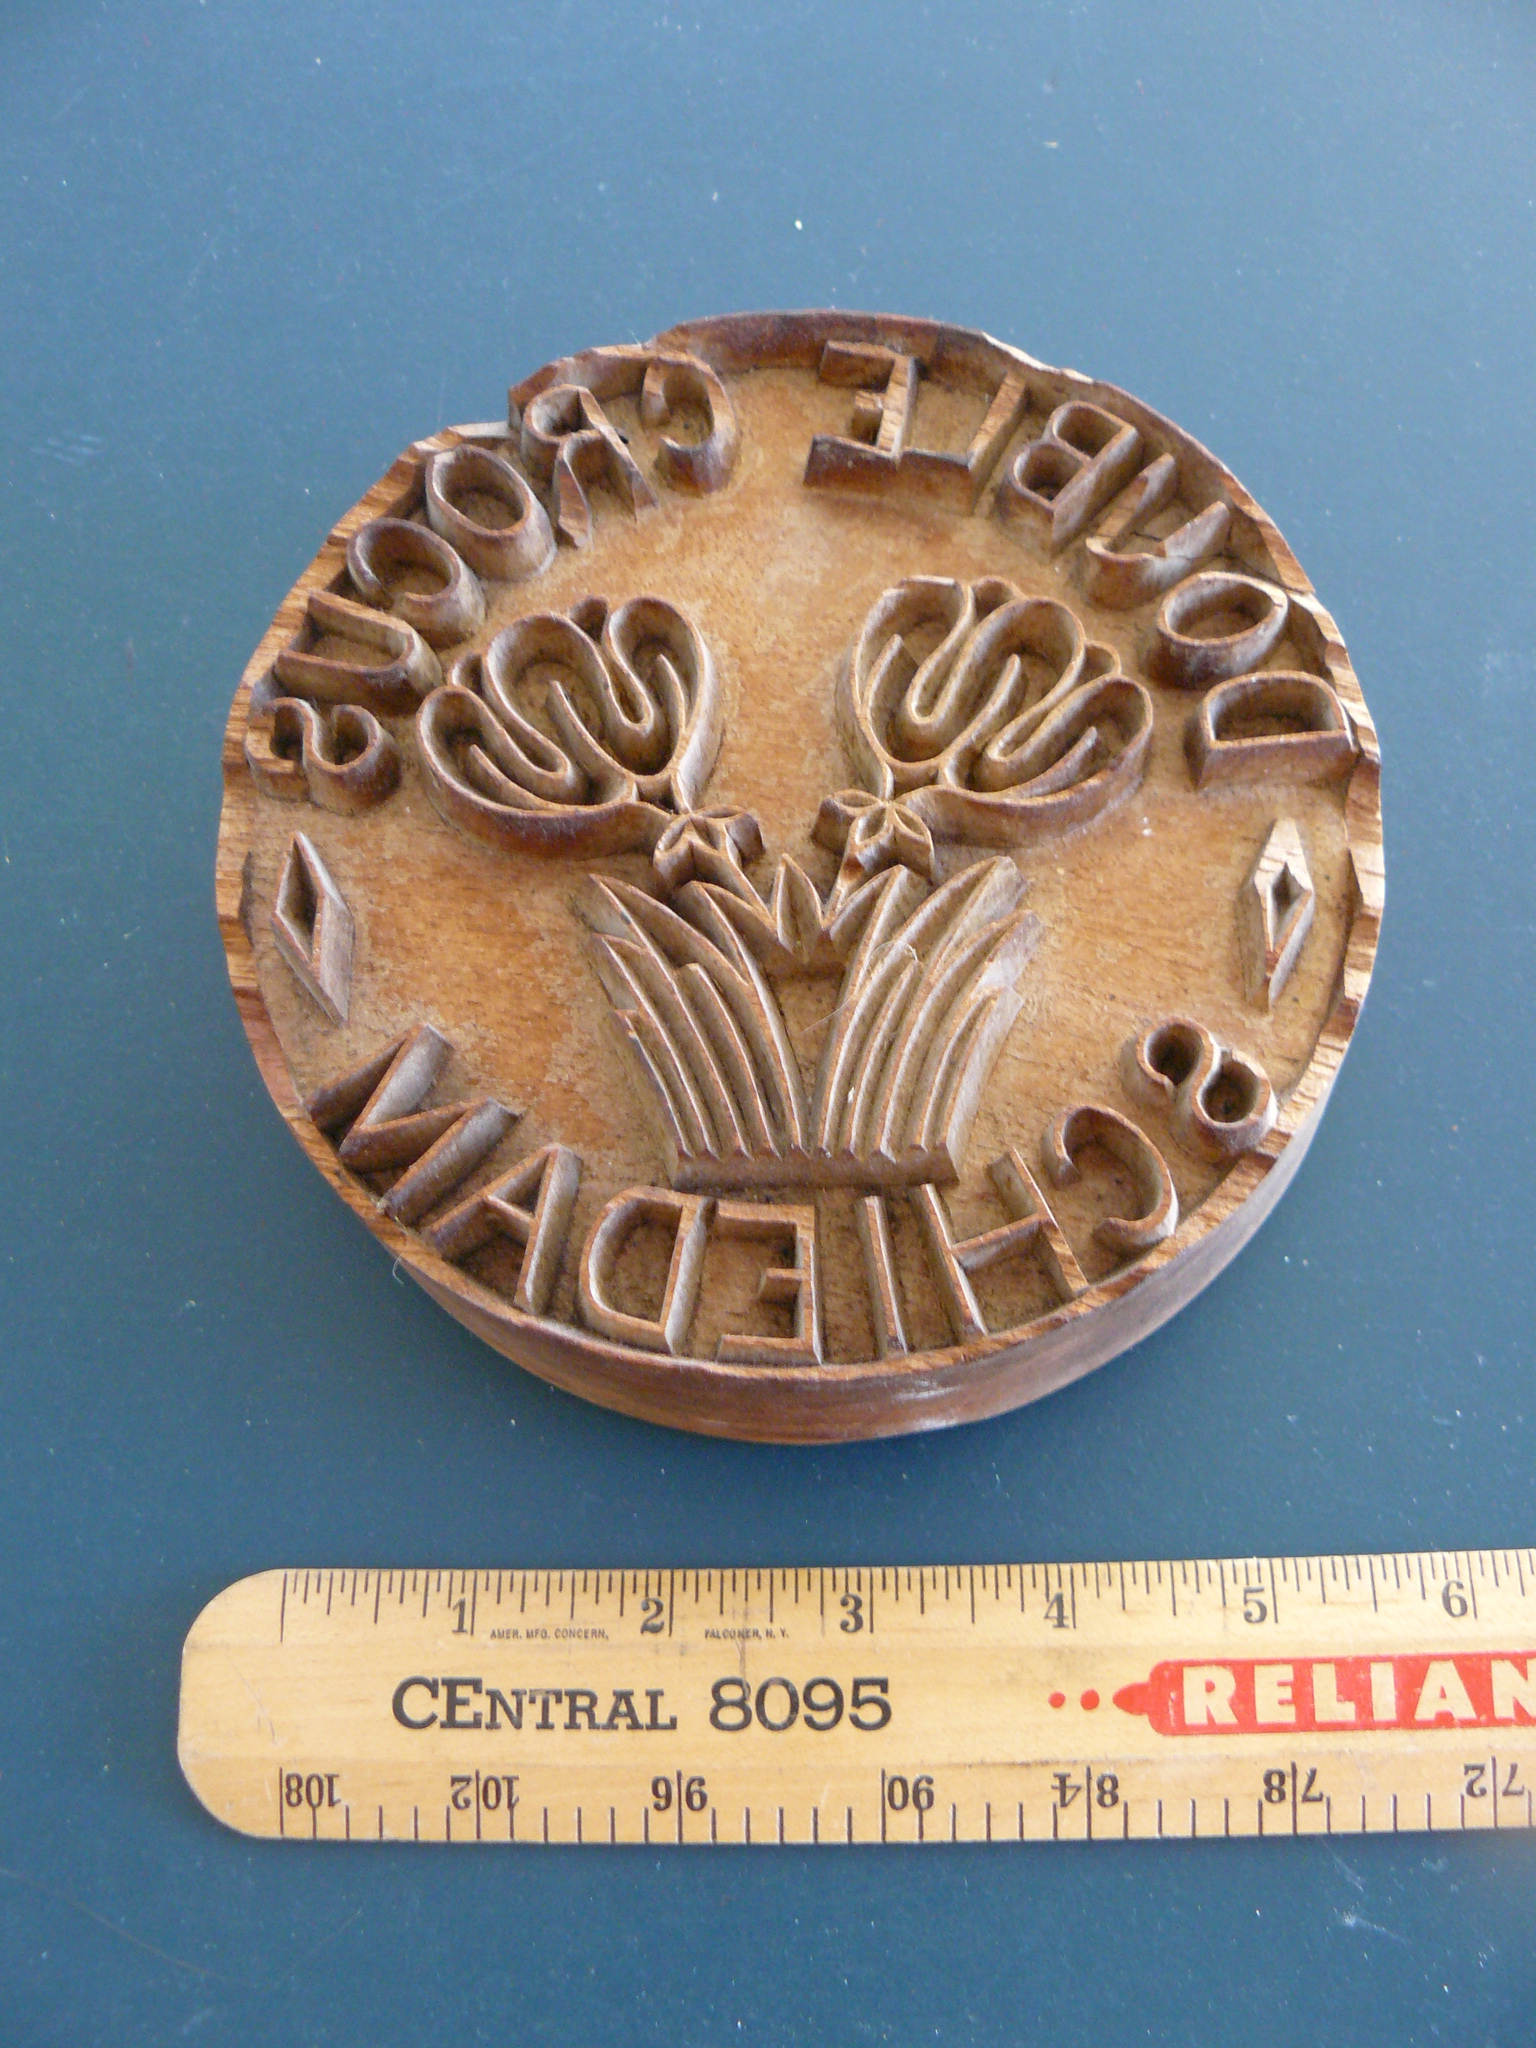 DOUBLE CROCUS
SCHIEDAM
1 2 3 4 5 6
AMER. MFG. CONCERN, FALCONER, N. Y.
CENTRAL 8095 RELIAN
108 102 96 90 84 78 72